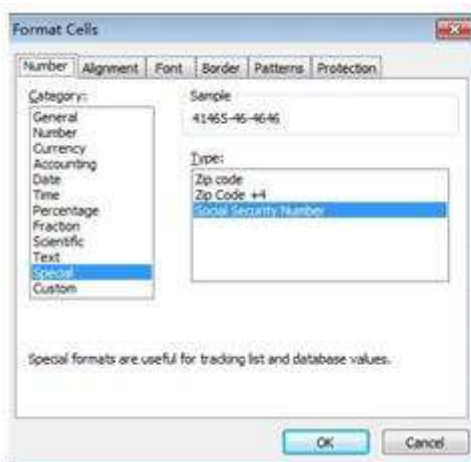 Format Cells
Number Alignment Font Border Patterns Protection
Category:
General
Number
Currency
Accounting
Date
Time
Percentage
Fraction
Scientific
Text
Special
Custom
Sample
41465-46-4646
Type:
Zip code
Zip Code +4
Social Security Number
Special formats are useful for tracking list and database values.
OK Cancel